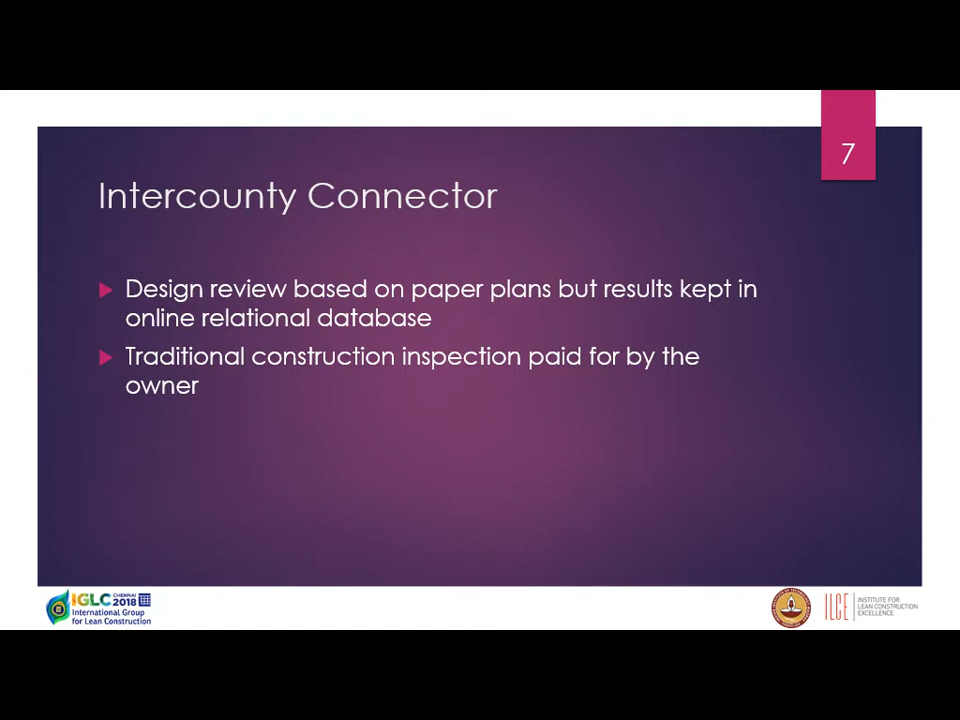 7
Intercounty Connector
Design review based on paper plans but results kept in
online relational database
Traditional construction inspection paid for by the
owner
IGLC CHENNAI 2018
International Group
for Lean Construction
ILCE
INSTITUTE FOR
LEAN CONSTRUCTION
EXCELLENCE